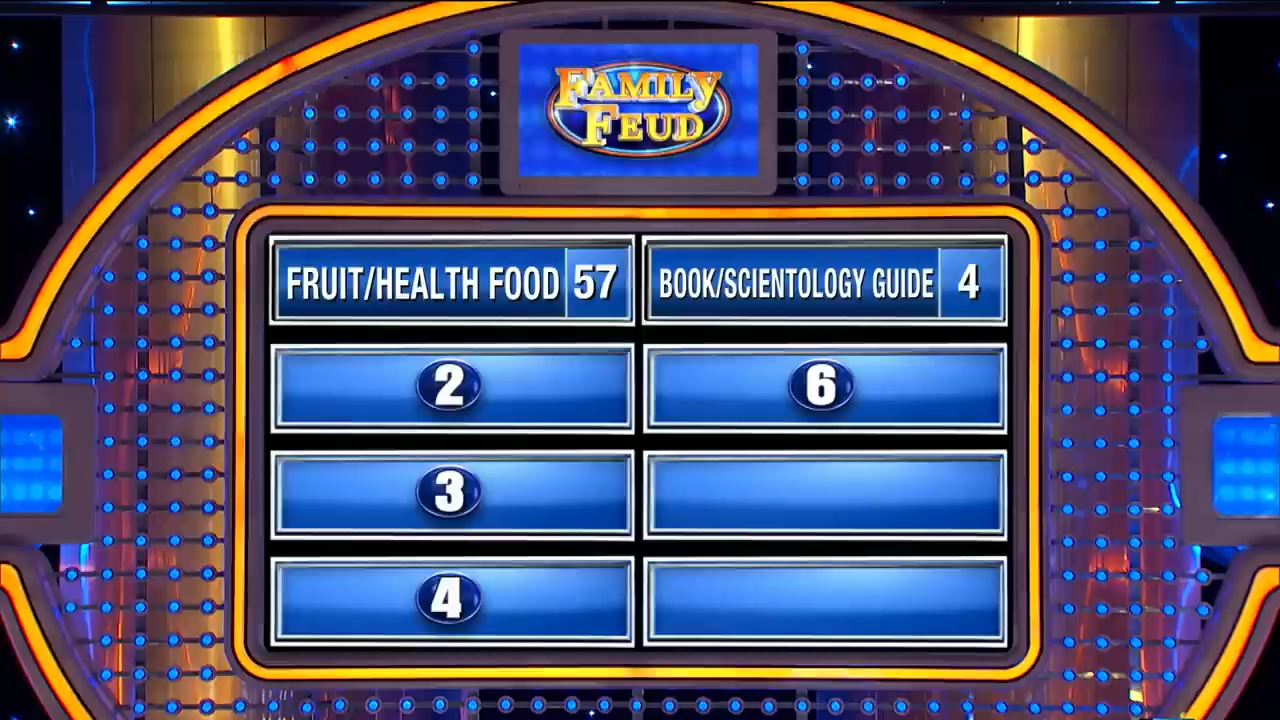 FAMILY
FEUD
FRUIT/HEALTH FOOD 57
BOOK/SCIENTOLOGY GUIDE 4
2
6
3
4